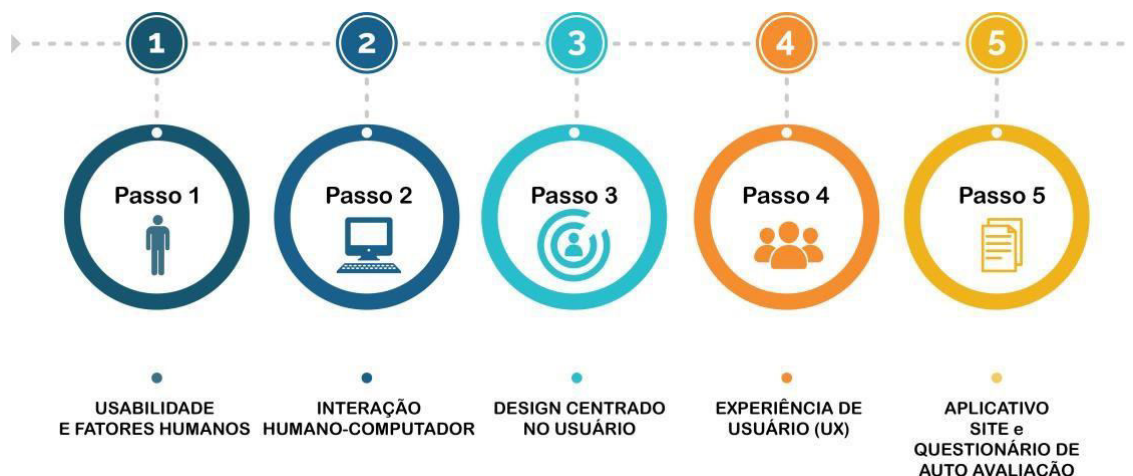 1
2
3
4
5
Passo 1
Passo 2
Passo 3
Passo 4
Passo 5
USABILIDADE
E FATORES HUMANOS
INTERAÇÃO
HUMANO-COMPUTADOR
DESIGN CENTRADO
NO USUÁRIO
EXPERIÊNCIA DE
USUÁRIO (UX)
APLICATIVO
SITE e
QUESTIONÁRIO DE
AUTO AVALIAÇÃO